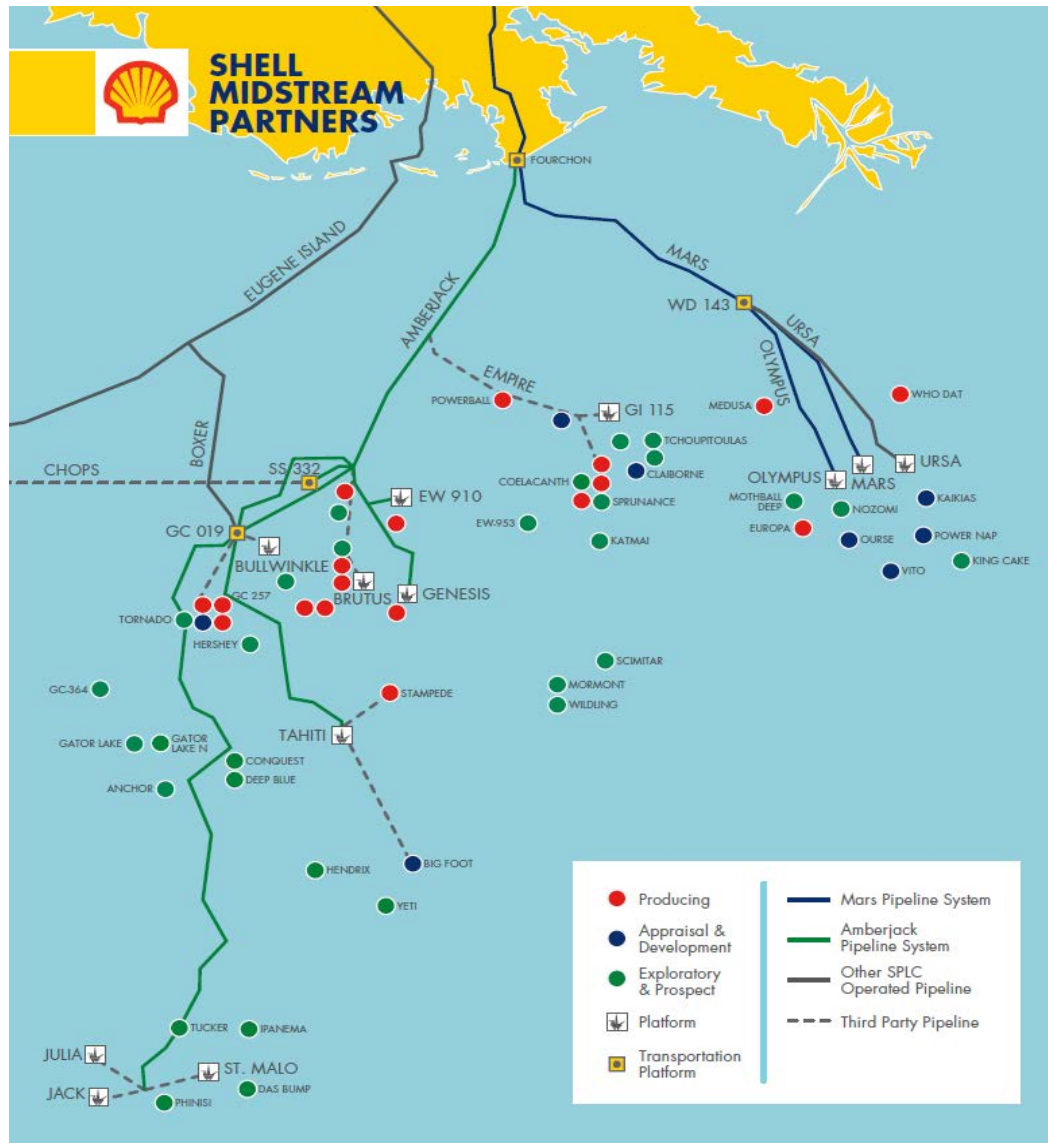 SHELL
MIDSTREAM
PARTNERS
FOURCHON
EUGENE ISLAND
MARS
AMBERJACK
WD 143
URSA
OLYMPUS
EMPIRE
POWERBALL
GI 115
MEDUSA
WHO DAT
BOXER
TCHOUPITOULAS
CHOPS
SS 332
CLAIBORNE
COELACANTH
OLYMPUS
MARS
URSA
EW 910
SPRUNANCE
MOTHBALL
DEEP
KAIKIAS
NOZOMI
EW-953
EUROPA
GC 019
KATMAI
OURSE
POWER NAP
BULLWINKLE
KING CAKE
VITO
BRUTUS
GENESIS
GC 257
TORNADO
HERSHEY
SCIMITAR
GC-364
STAMPEDE
MORMONT
WILDLING
TAHITI
GATOR LAKE
GATOR
LAKE N
CONQUEST
DEEP BLUE
ANCHOR
HENDRIX
BIG FOOT
YETI
TUCKER
IPANEMA
JULIA
ST. MALO
JACK
DAS BUMP
PHINISI
Producing
Appraisal &
Development
Exploratory
& Prospect
Platform
Transportation
Platform
Mars Pipeline System
Amberjack
Pipeline System
Other SPLC
Operated Pipeline
Third Party Pipeline